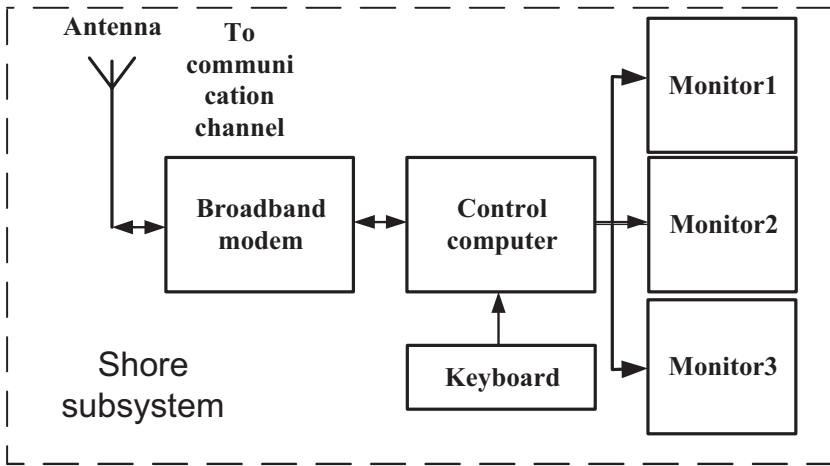 Antenna
To
communi
cation
channel
Broadband
modem
Control
computer
Monitor1
Monitor2
Monitor3
Keyboard
Shore
subsystem